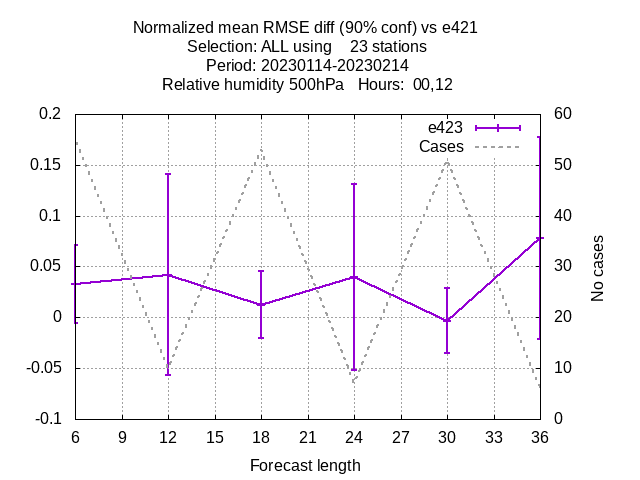 Normalized mean RMSE diff (90% conf) vs e421
Selection: ALL using    23 stations
Period: 20230114-20230214
Relative humidity 500hPa   Hours:  00,12
0.2
0.15
0.1
0.05
0
-0.05
-0.1
60
50
40
30
20
10
0
e423
Cases
No cases
6 9 12 15 18 21 24 27 30 33 36
Forecast length